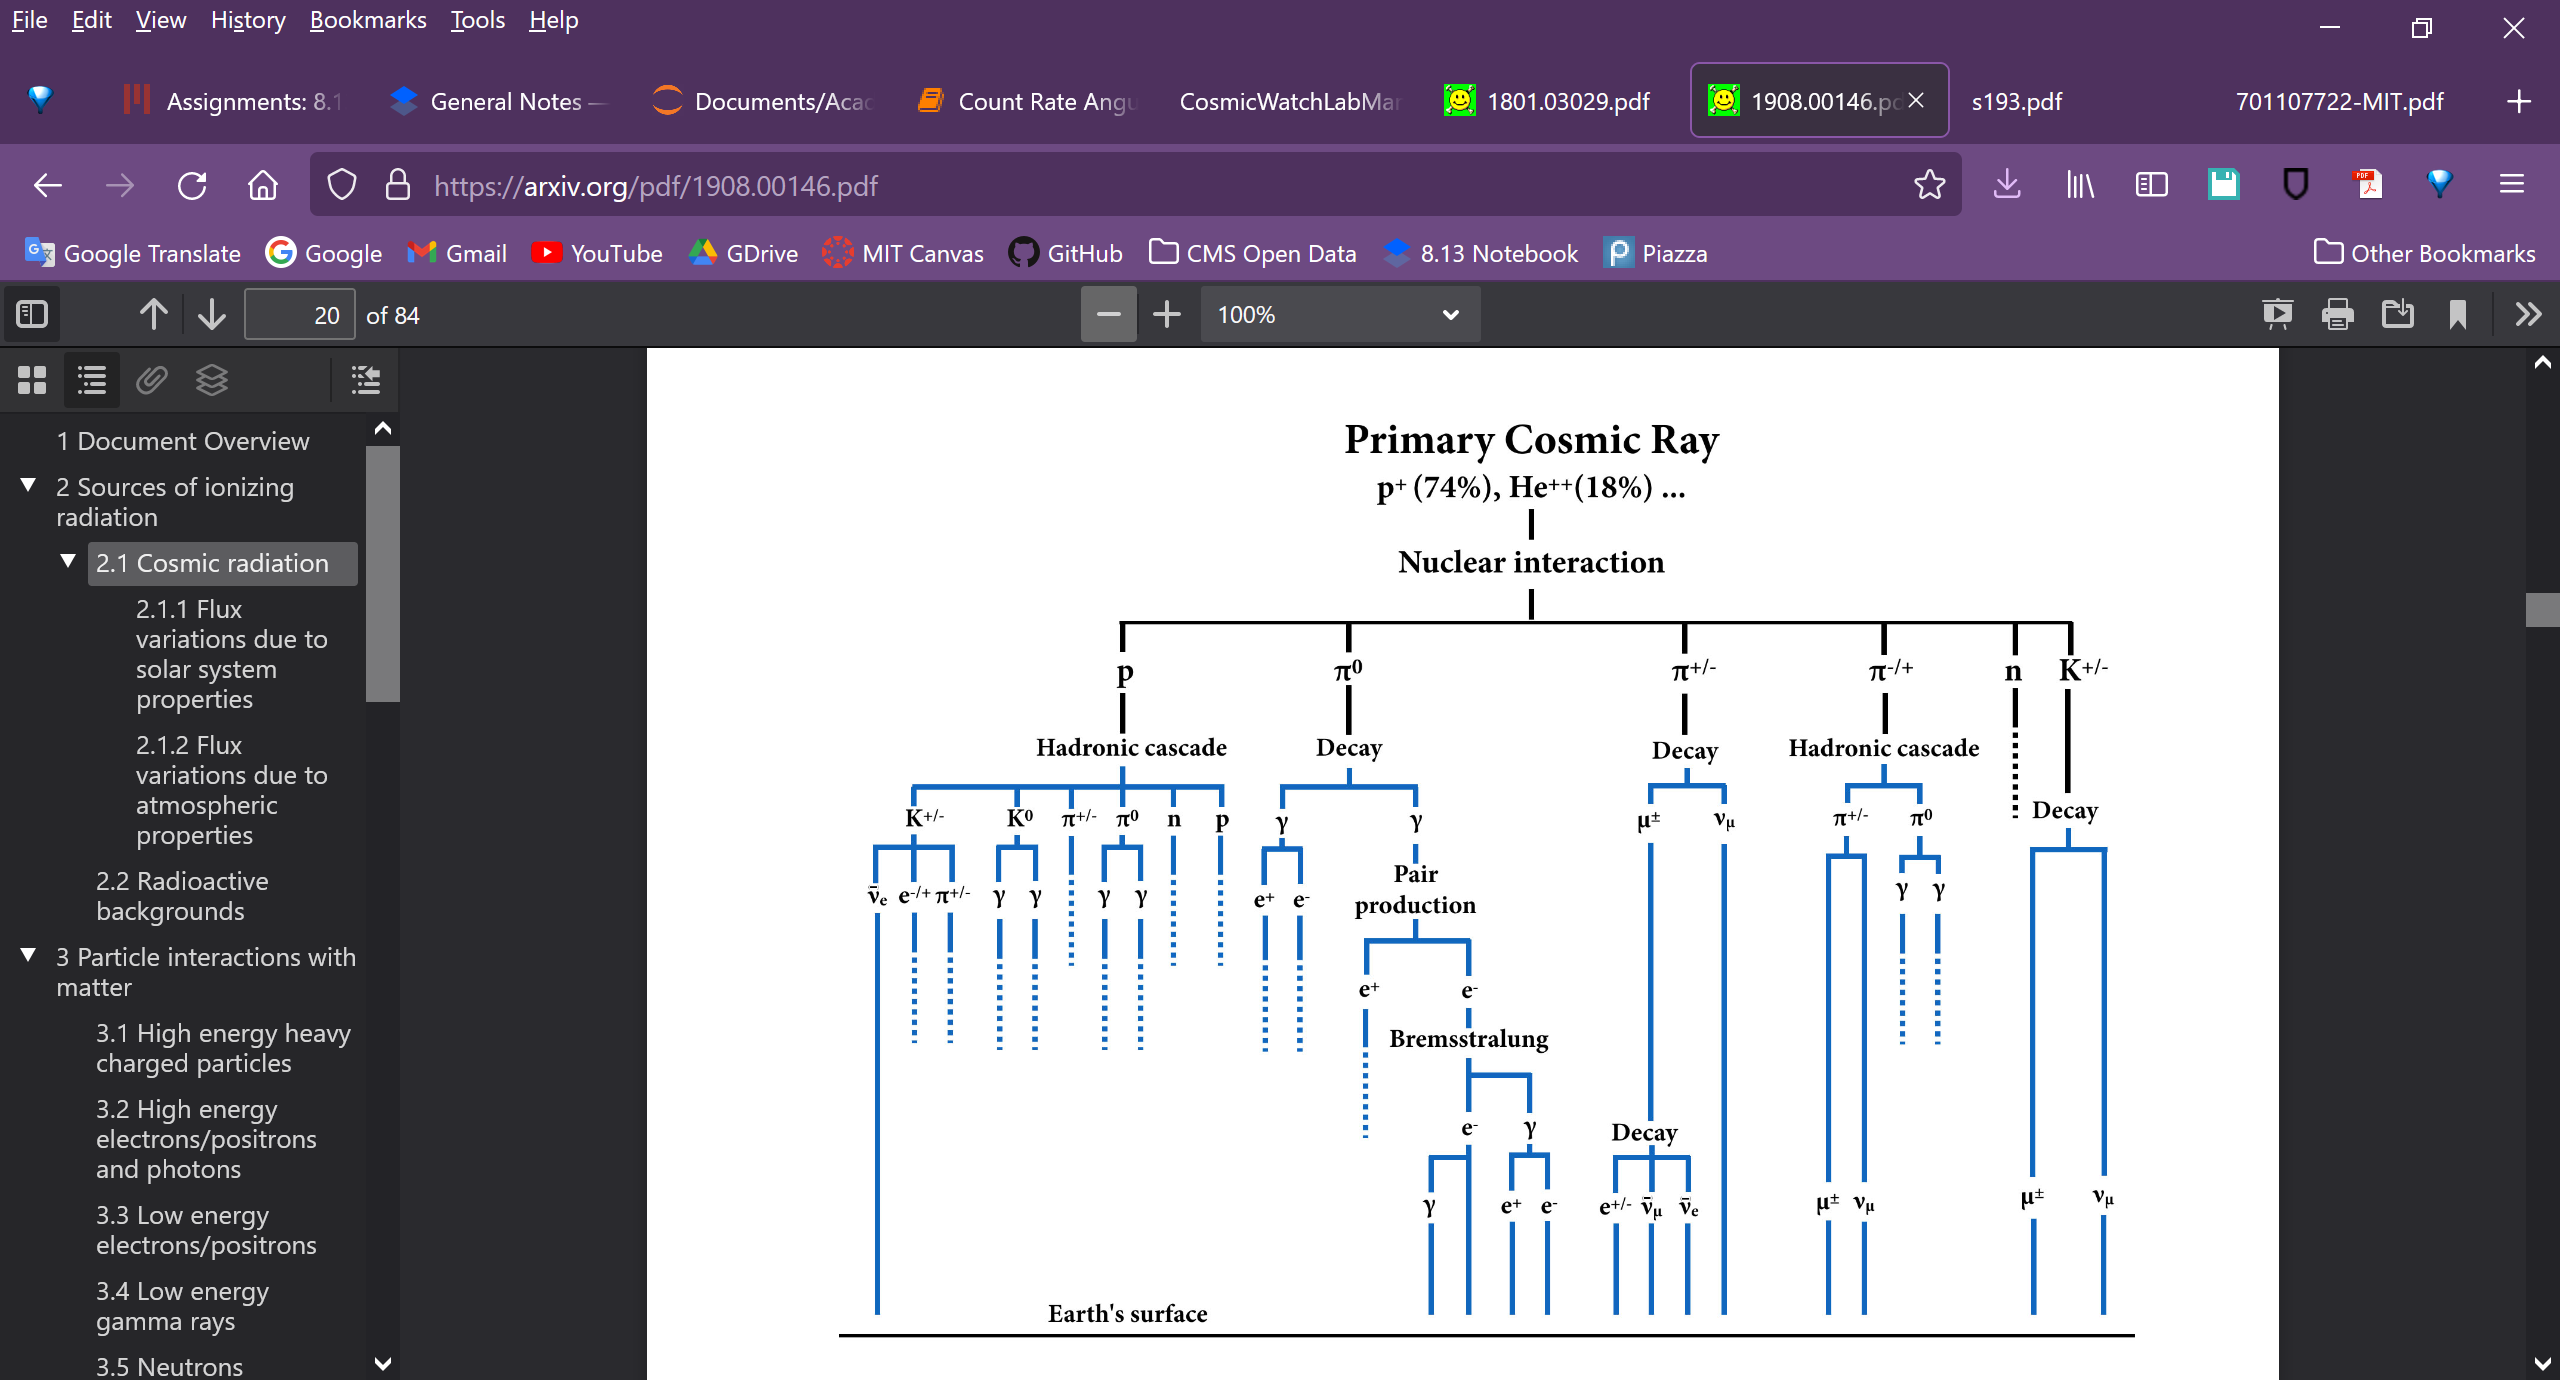 File Edit View History Bookmarks Tools Help
Assignments: 8.1
General Notes —
Documents/Acac
Count Rate Angu
CosmicWatchLabMan
1801.03029.pdf
1908.00146.pd
s193.pdf
701107722-MIT.pdf
https://arxiv.org/pdf/1908.00146.pdf
Google Translate Google Gmail YouTube GDrive MIT Canvas GitHub CMS Open Data 8.13 Notebook Piazza Other Bookmarks
20 of 84 100%
1 Document Overview
2 Sources of ionizing
radiation
2.1 Cosmic radiation
2.1.1 Flux
variations due to
solar system
properties
2.1.2 Flux
variations due to
atmospheric
properties
2.2 Radioactive
backgrounds
3 Particle interactions with
matter
3.1 High energy heavy
charged particles
3.2 High energy
electrons/positrons
and photons
3.3 Low energy
electrons/positrons
3.4 Low energy
gamma rays
3.5 Neutrons
Primary Cosmic Ray
p⁺ (74%), He⁺⁺(18%) ...
Nuclear interaction
p π⁰ π⁺/⁻ π⁻/⁺ n K⁺/⁻
Hadronic cascade Decay Decay Hadronic cascade
Decay
K⁺/⁻ K⁰ π⁺/⁻ π⁰ n p γ γ μ± νμ π⁺/⁻ π⁰
Pair
production
ν̄e e⁻/⁺ π⁺/⁻ γ γ γ γ e⁺ e⁻ γ γ
e⁺ e⁻
Bremsstralung
e⁻ γ Decay
γ e⁺ e⁻ e⁺/⁻ ν̄μ ν̄e μ± νμ μ± νμ
Earth's surface